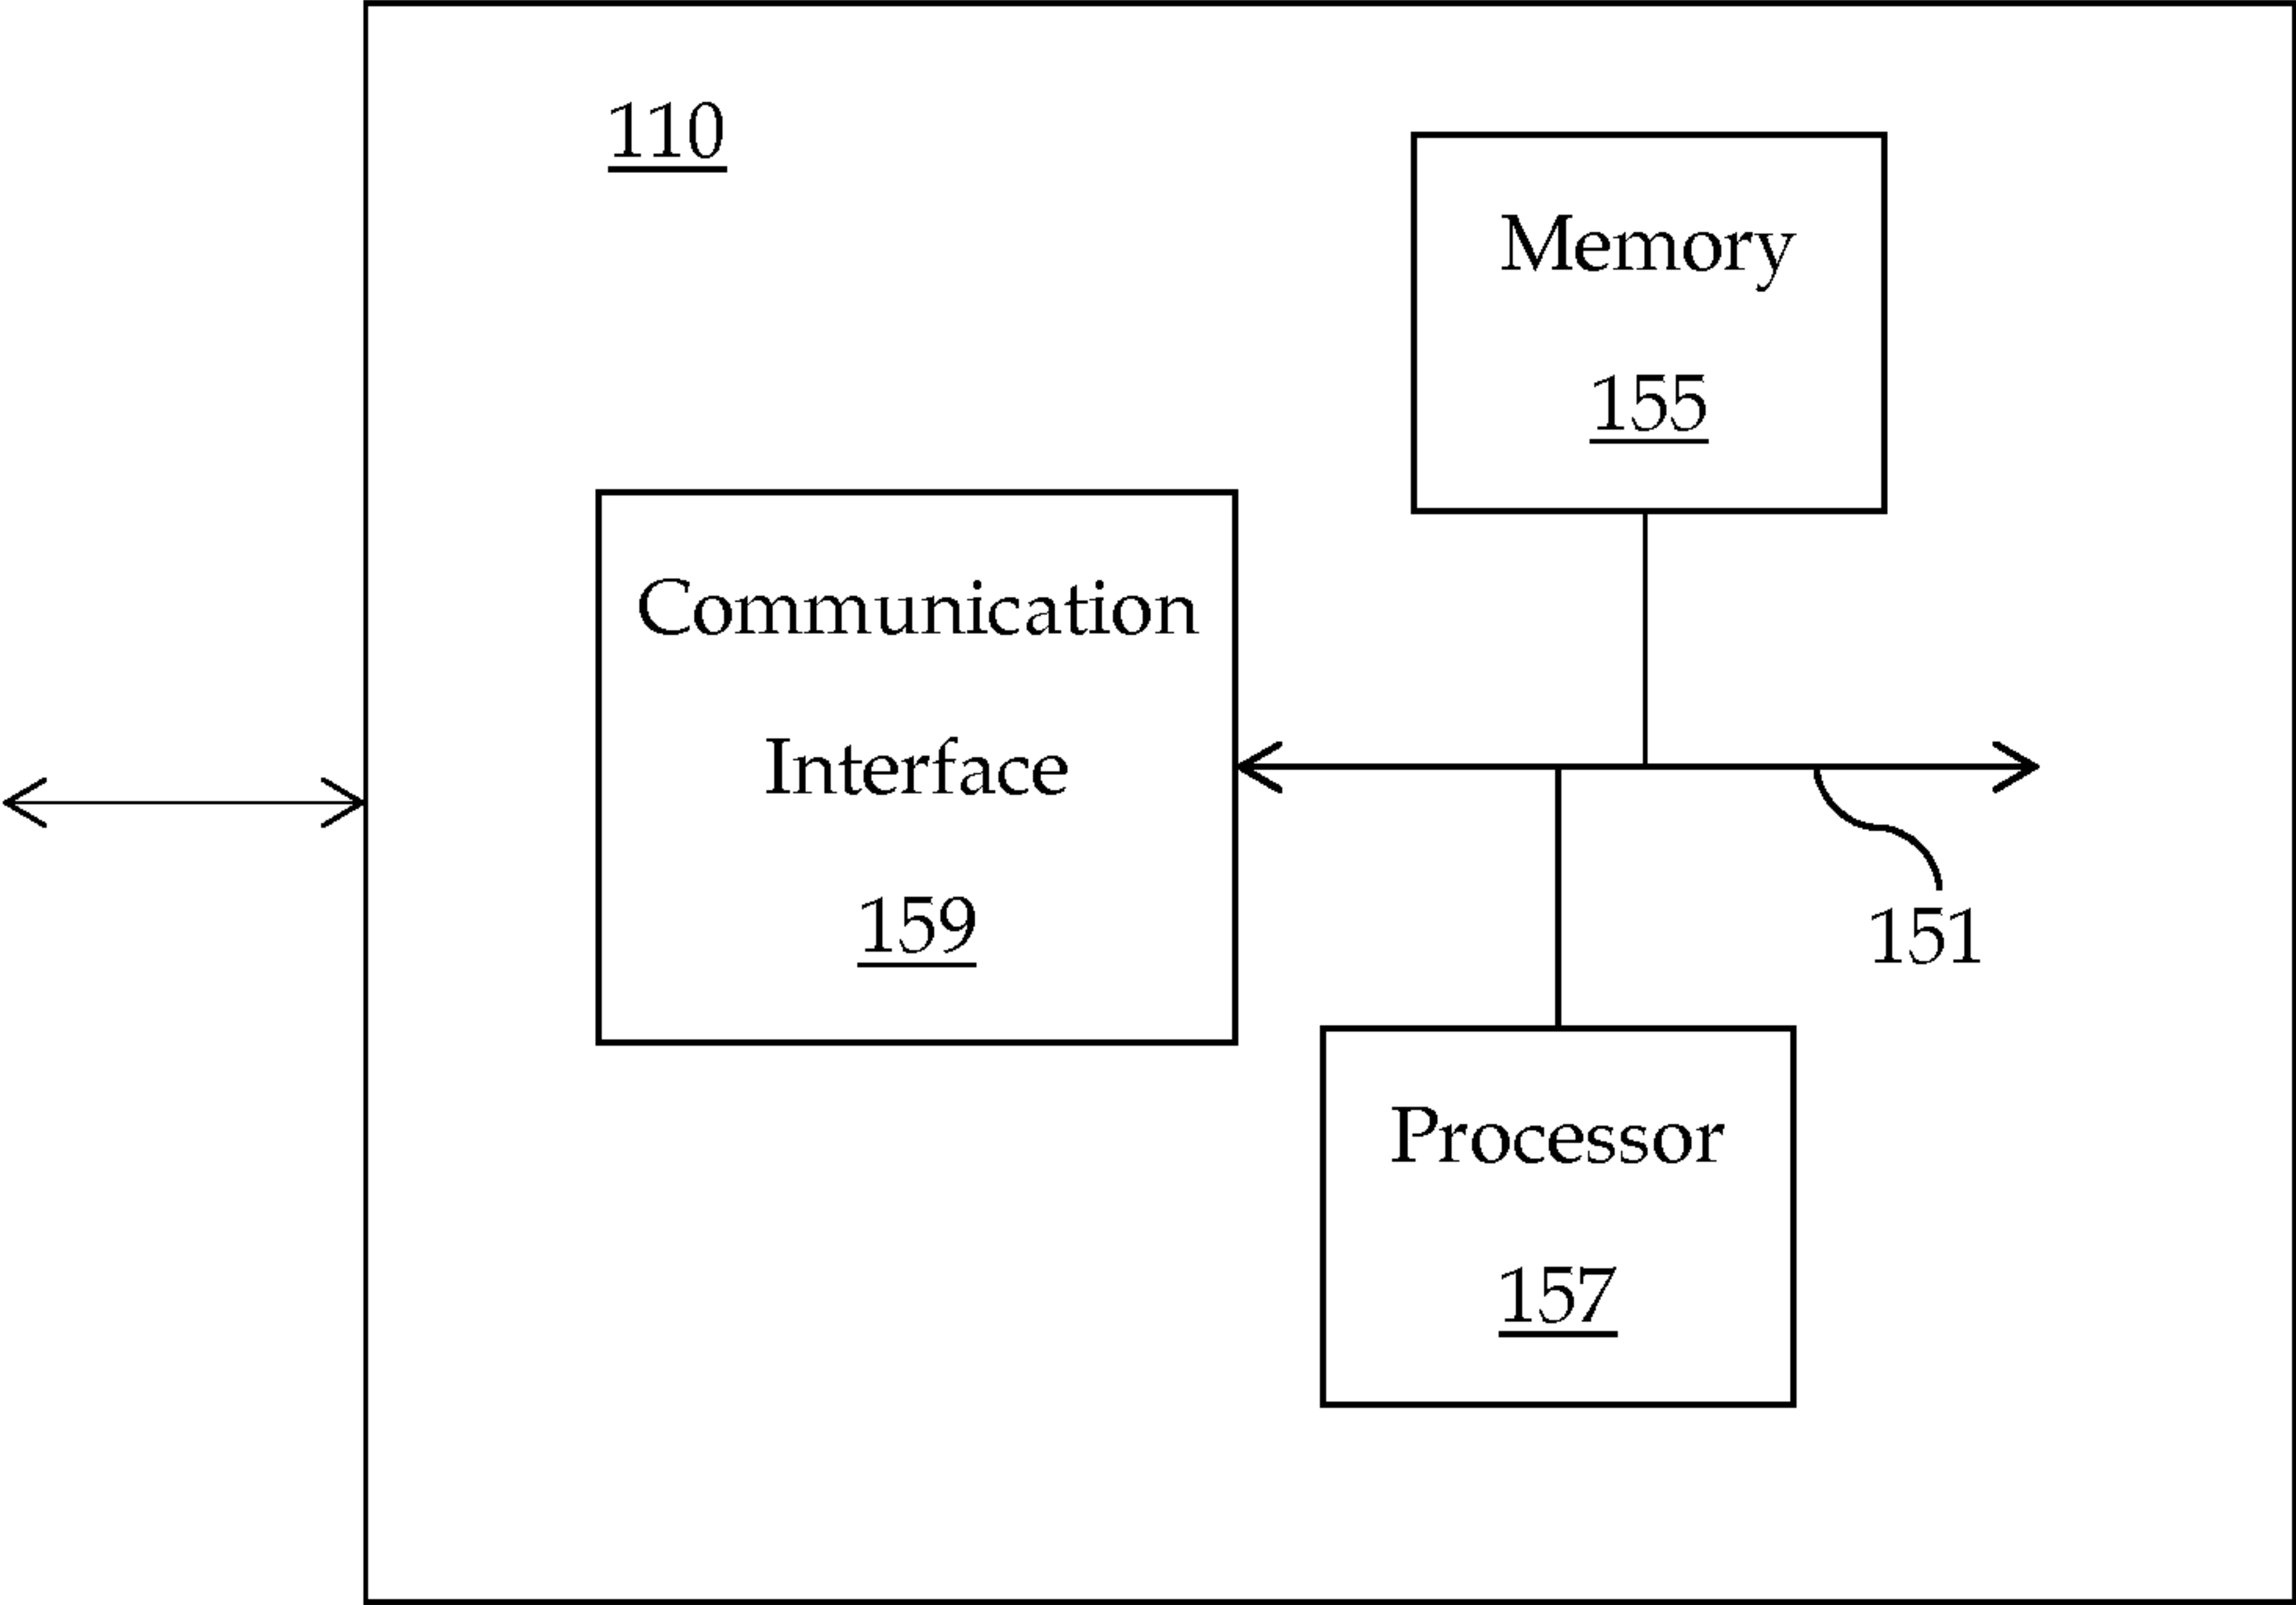 110
Memory
155
Communication
Interface
159
151
Processor
157